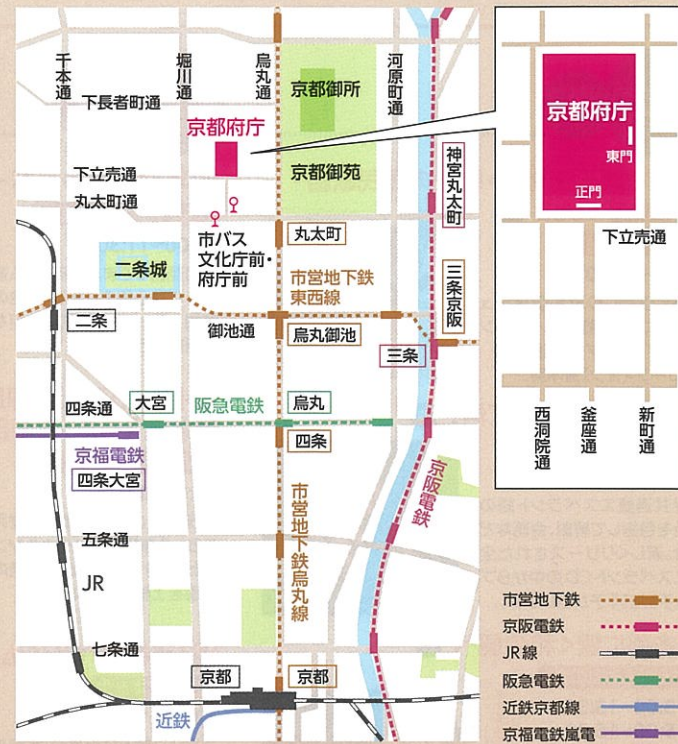 千本通
堀川通
烏丸通
河原町通
下長者町通
京都御所
京都府庁
京都御苑
下立売通
丸太町通
神宮丸太町
市バス
文化庁前・
府庁前
丸太町
二条城
市営地下鉄
東西線
三条京阪
二条
御池通
烏丸御池
三条
四条通
大宮
阪急電鉄
烏丸
京福電鉄
四条大宮
四条
京阪電鉄
市営地下鉄烏丸線
五条通
JR
七条通
京都
京都
近鉄
京都府庁
東門
正門
下立売通
西洞院通
釜座通
新町通
市営地下鉄
京阪電鉄
JR線
阪急電鉄
近鉄京都線
京福電鉄嵐電